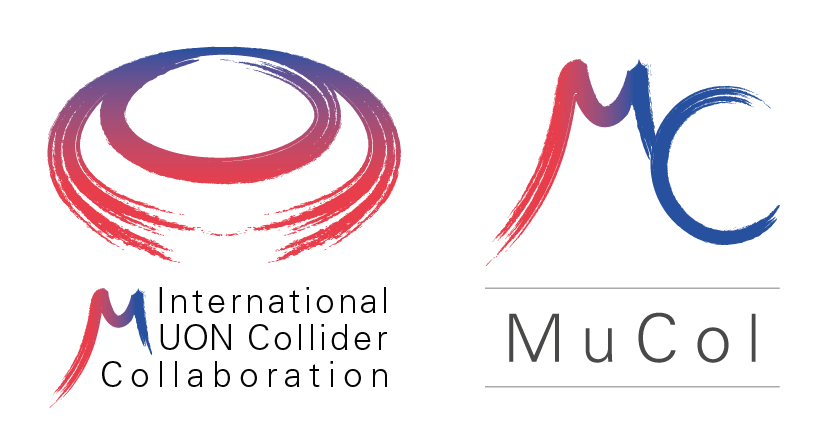 International
MUON Collider
Collaboration
MC
MuCol